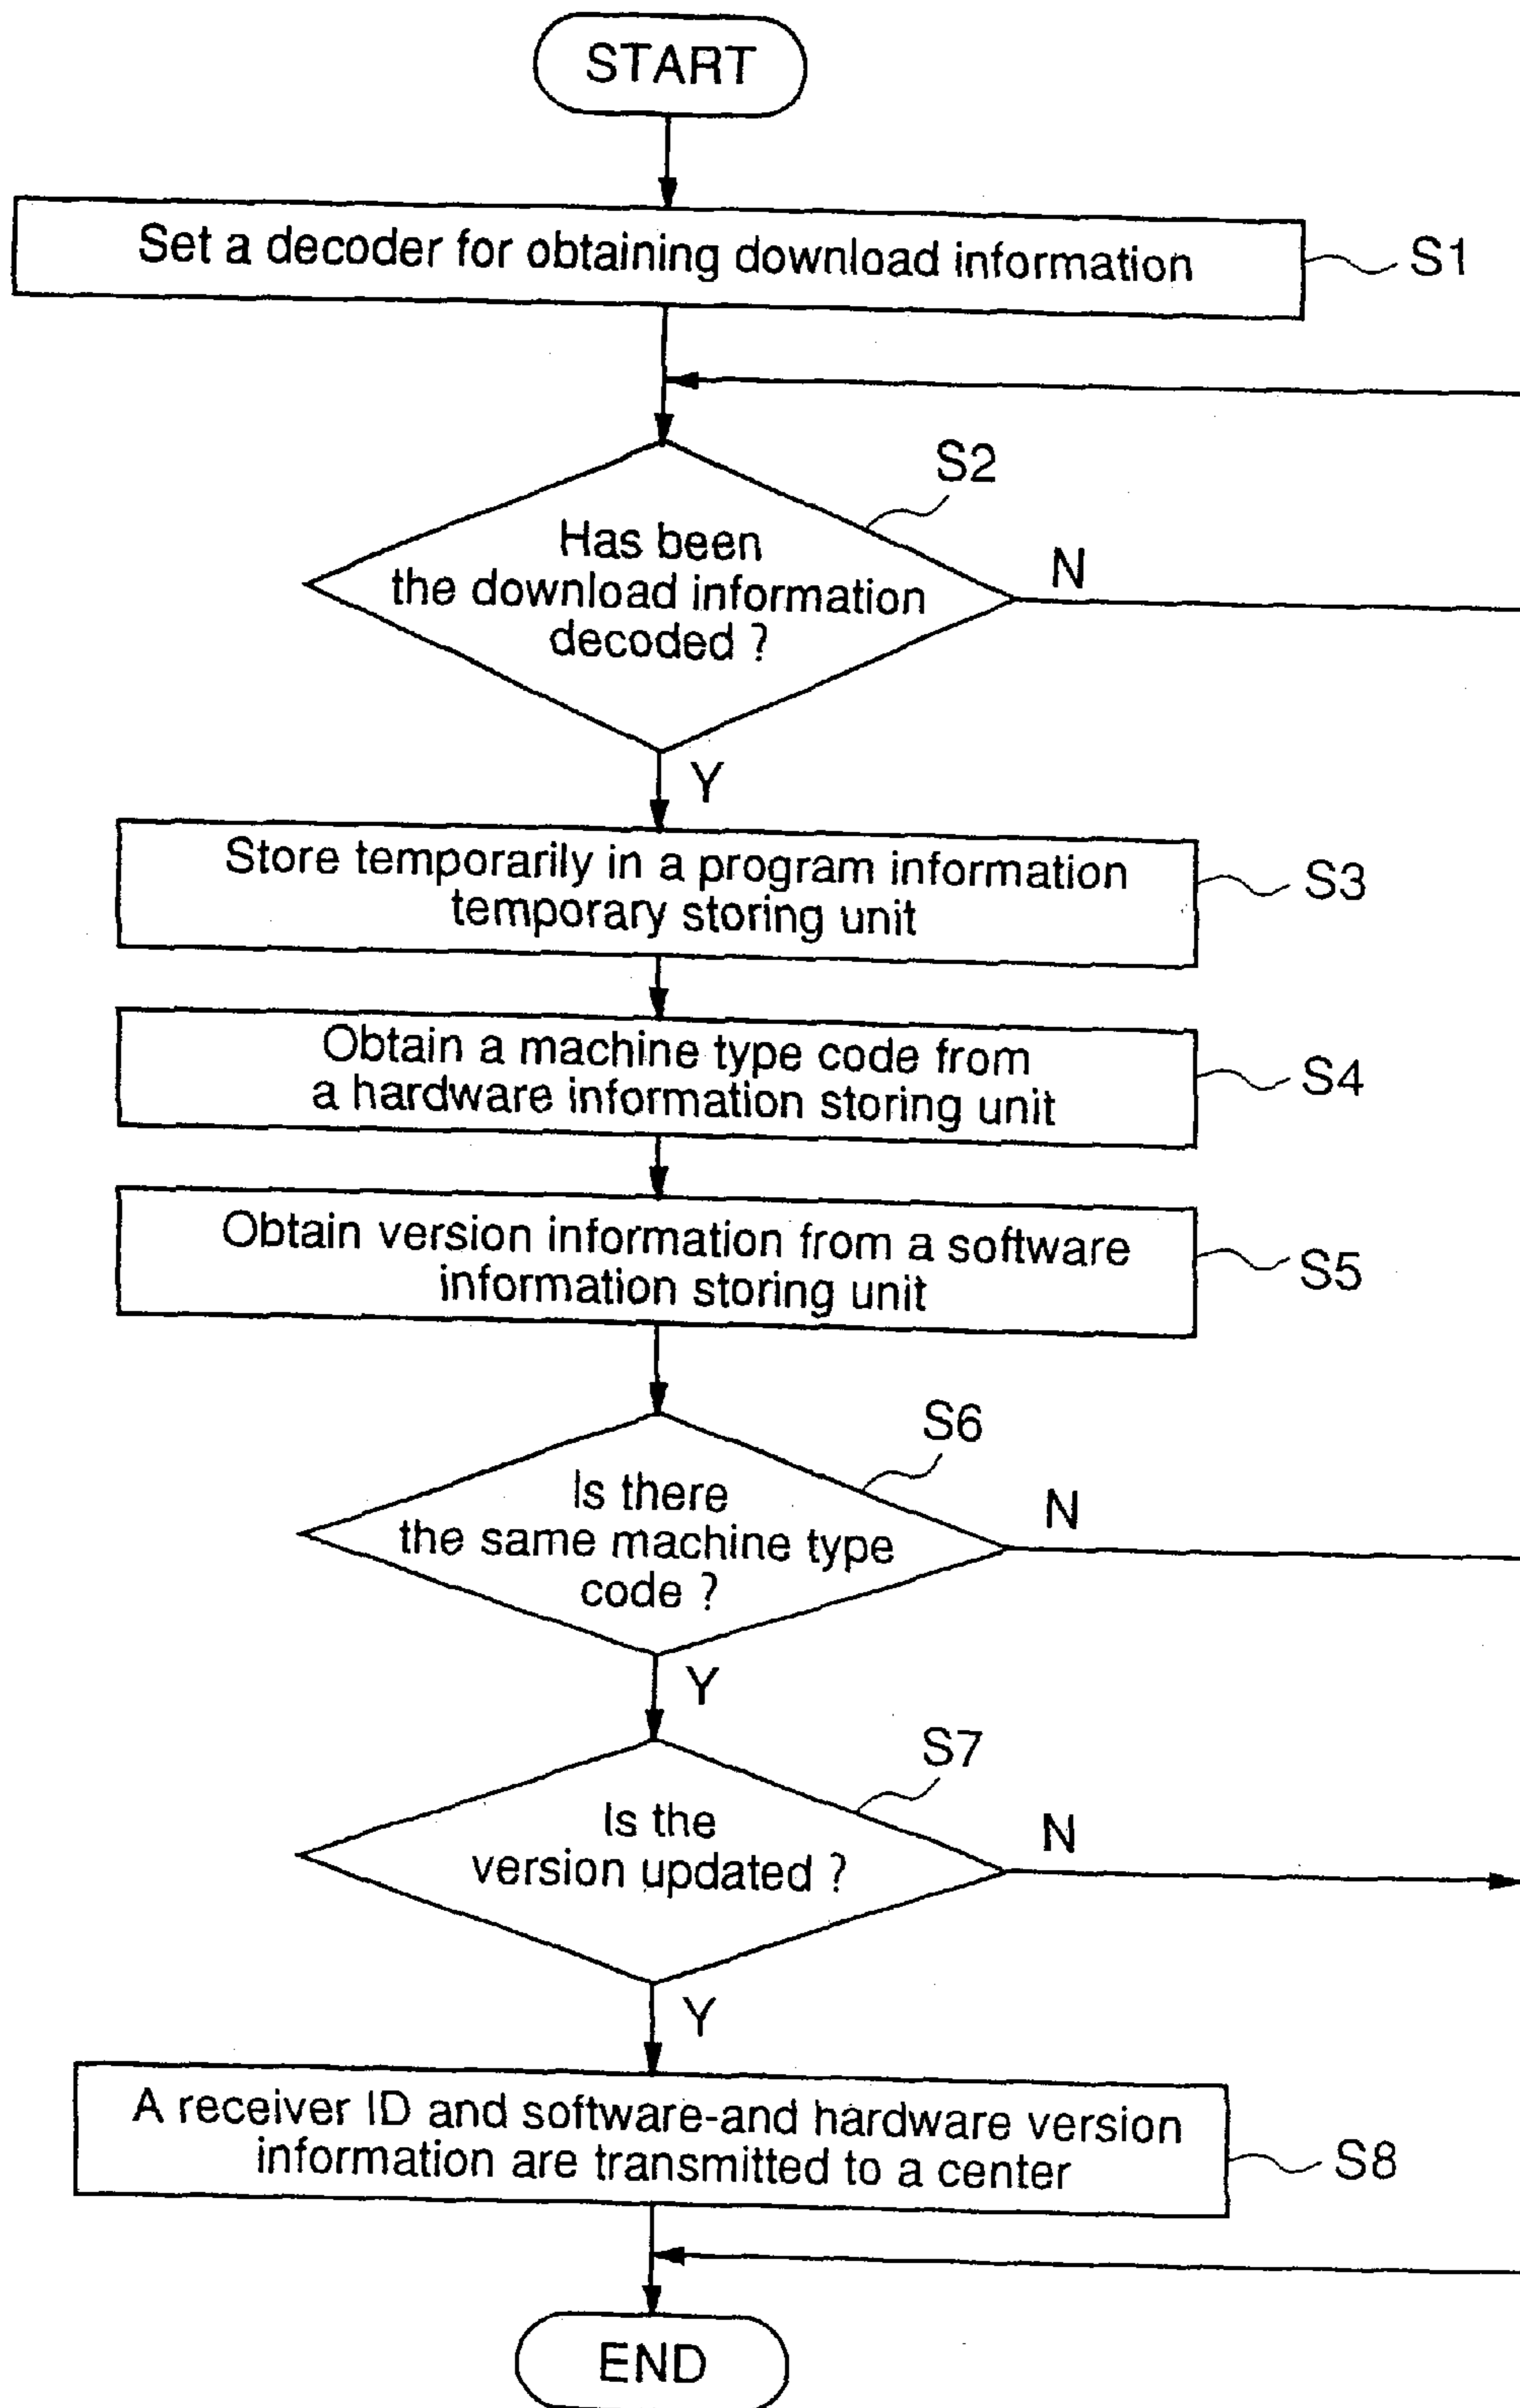 START
Set a decoder for obtaining download information
S1
S2
Has been
the download information
decoded ?
N
Y
Store temporarily in a program information
temporary storing unit
S3
Obtain a machine type code from
a hardware information storing unit
S4
Obtain version information from a software
information storing unit
S5
S6
Is there
the same machine type
code ?
N
Y
S7
Is the
version updated ?
N
Y
A receiver ID and software-and hardware version
information are transmitted to a center
S8
END